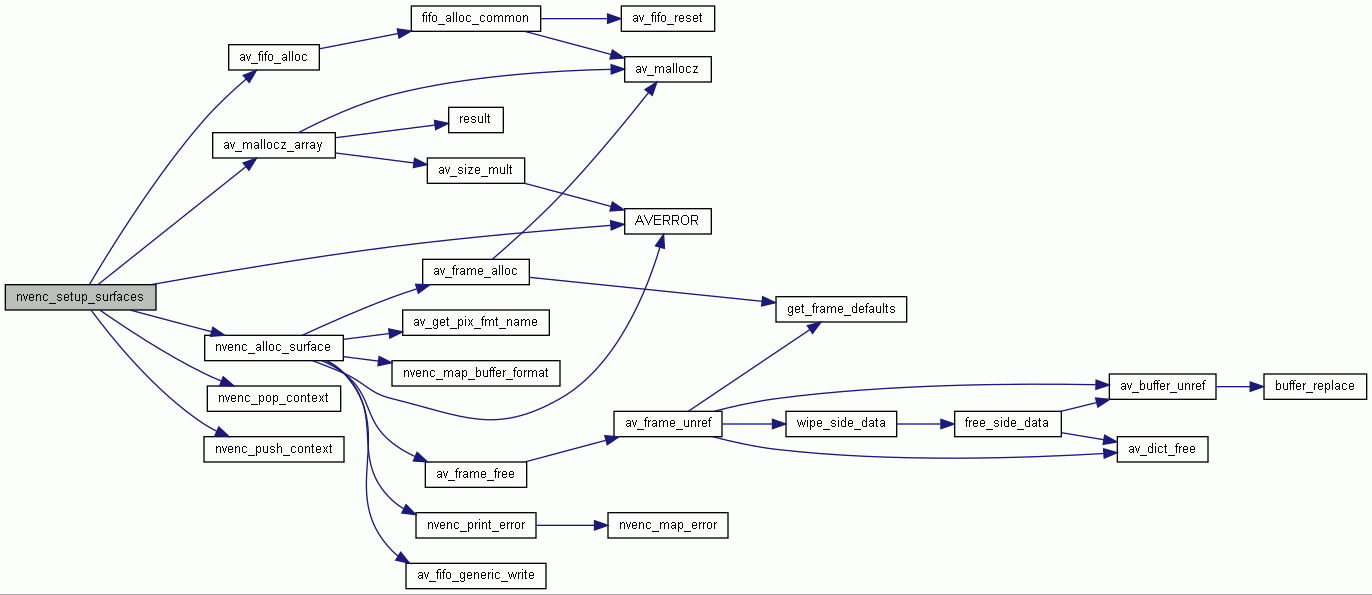 fifo_alloc_common
av_fifo_reset
av_fifo_alloc
av_mallocz
result
av_mallocz_array
av_size_mult
AVERROR
av_frame_alloc
nvenc_setup_surfaces
get_frame_defaults
av_get_pix_fmt_name
nvenc_alloc_surface
nvenc_map_buffer_format
av_buffer_unref
buffer_replace
nvenc_pop_context
av_frame_unref
wipe_side_data
free_side_data
nvenc_push_context
av_dict_free
av_frame_free
nvenc_print_error
nvenc_map_error
av_fifo_generic_write